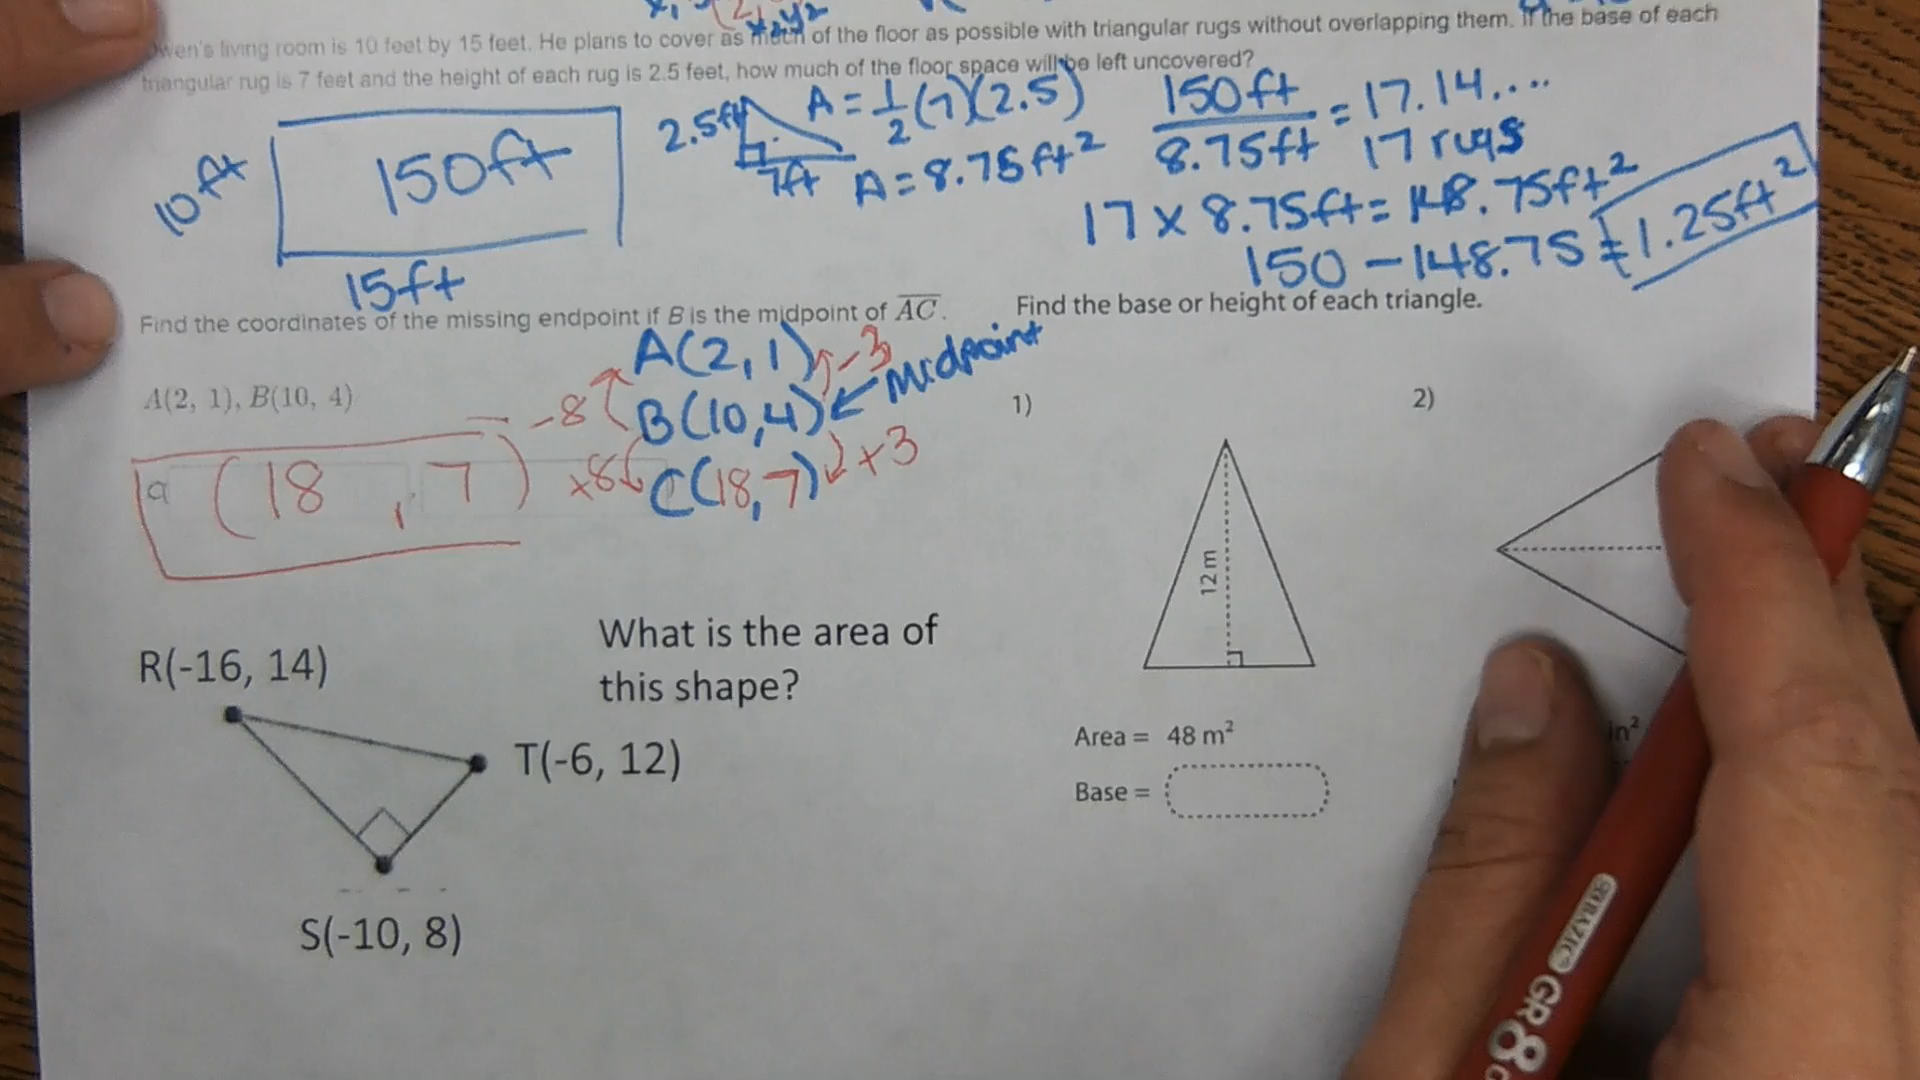 Owen's living room is 10 feet by 15 feet. He plans to cover as much of the floor as possible with triangular rugs without overlapping them. If the base of each
triangular rug is 7 feet and the height of each rug is 2.5 feet, how much of the floor space will be left uncovered?
10ft
150ft
15ft
2.5ft
7ft
A = 1/2 (7)(2.5)
A = 8.75ft²
150ft / 8.75ft = 17.14....
17 rugs
17 x 8.75ft = 148.75ft²
150 - 148.75 = 1.25ft²
Find the coordinates of the missing endpoint if B is the midpoint of AC.
A(2, 1), B(10, 4)
A(2, 1) -3
-8 B(10,4) ← Midpoint
+8 C(18,7) +3
(18 , 7)
R(-16, 14)
T(-6, 12)
S(-10, 8)
What is the area of
this shape?
Find the base or height of each triangle.
1)
12 m
Area = 48 m²
Base =
2)
in²
GR8